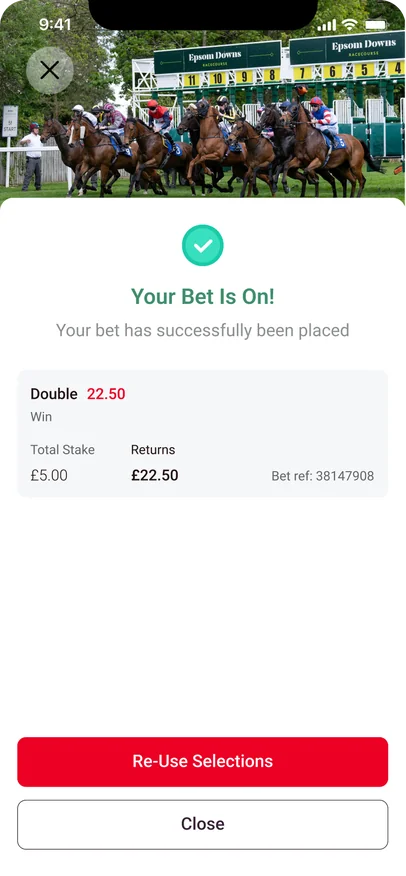 9:41
Epsom Downs
RACECOURSE
Epsom Downs
RACECOURSE
11 10 9 8 7 6 5 4
START
Your Bet Is On!
Your bet has successfully been placed
Double 22.50
Win
Total Stake Returns
£5.00 £22.50 Bet ref: 38147908
Re-Use Selections
Close